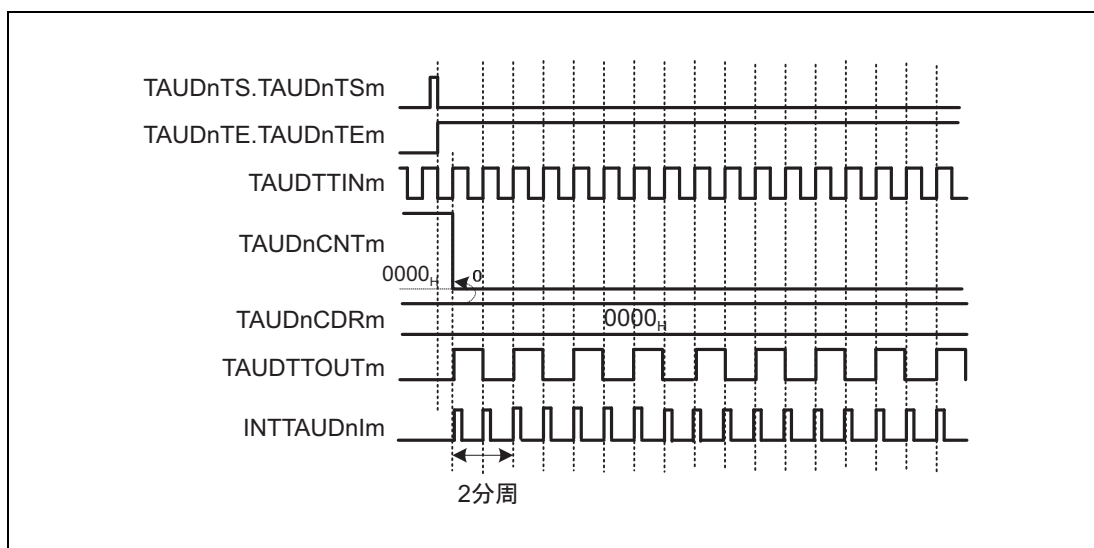 TAUDnTS.TAUDnTSm
TAUDnTE.TAUDnTEm
TAUDTTINm
TAUDnCNTm
0000H
0
TAUDnCDRm
0000H
TAUDTTOUTm
INTTAUDnIm
2分周